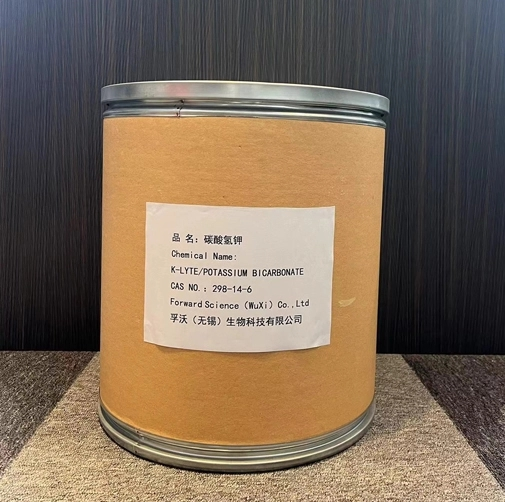 品 名：碳酸氢钾
Chemical Name:
K-LYTE/POTASSIUM BICARBONATE
CAS NO.：298-14-6
Forward Science（WuXi）Co.,Ltd
孚沃（无锡）生物科技有限公司